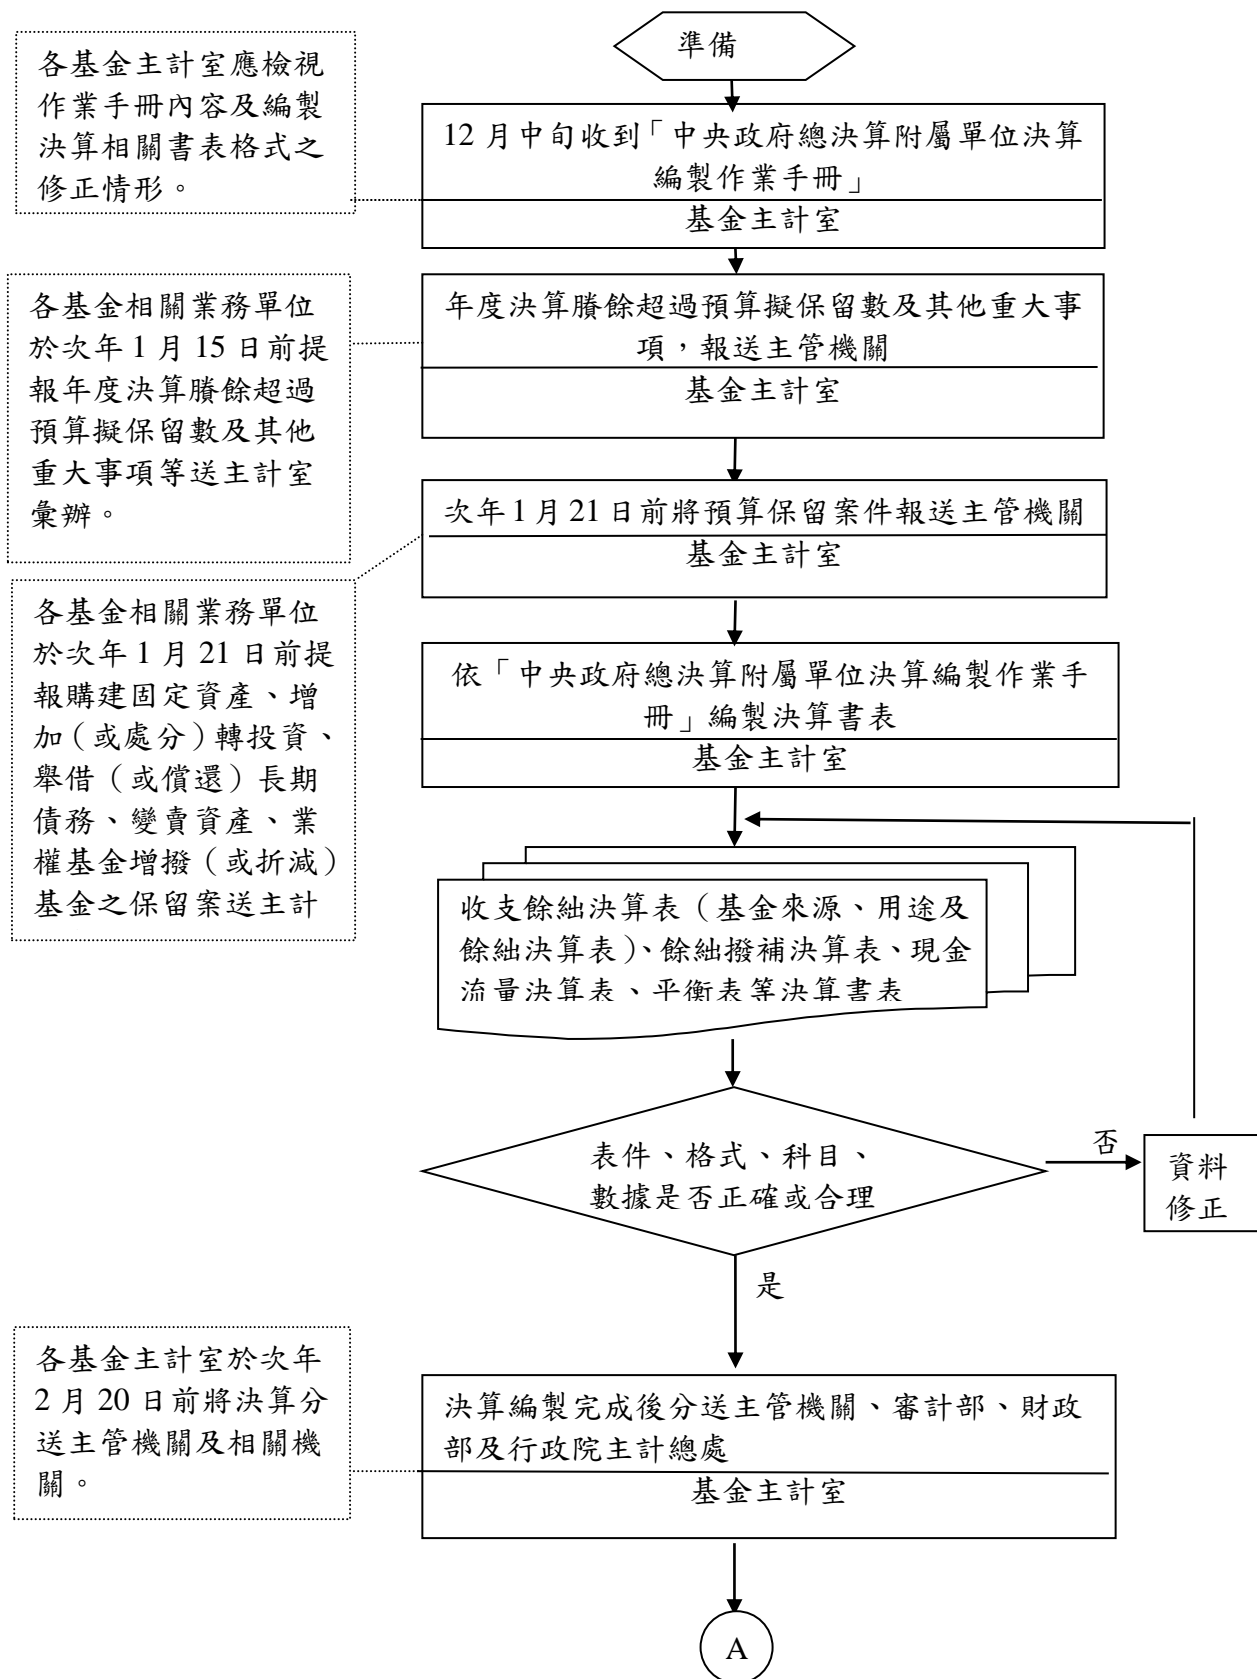 準備
各基金主計室應檢視
作業手冊內容及編製
決算相關書表格式之
修正情形。
12 月中旬收到「中央政府總決算附屬單位決算
編製作業手冊」
基金主計室
各基金相關業務單位
於次年 1 月 15 日前提
報年度決算賸餘超過
預算擬保留數及其他
重大事項等送主計室
彙辦。
年度決算賸餘超過預算擬保留數及其他重大事
項，報送主管機關
基金主計室
次年 1 月 21 日前將預算保留案件報送主管機關
基金主計室
各基金相關業務單位
於次年 1 月 21 日前提
報購建固定資產、增
加（或處分）轉投資、
舉借（或償還）長期
債務、變賣資產、業
權基金增撥（或折減）
基金之保留案送主計
依「中央政府總決算附屬單位決算編製作業手
冊」編製決算書表
基金主計室
收支餘絀決算表（基金來源、用途及
餘絀決算表）、餘絀撥補決算表、現金
流量決算表、平衡表等決算書表
表件、格式、科目、
數據是否正確或合理
否
資料
修正
是
各基金主計室於次年
2 月 20 日前將決算分
送主管機關及相關機
關。
決算編製完成後分送主管機關、審計部、財政
部及行政院主計總處
基金主計室
A